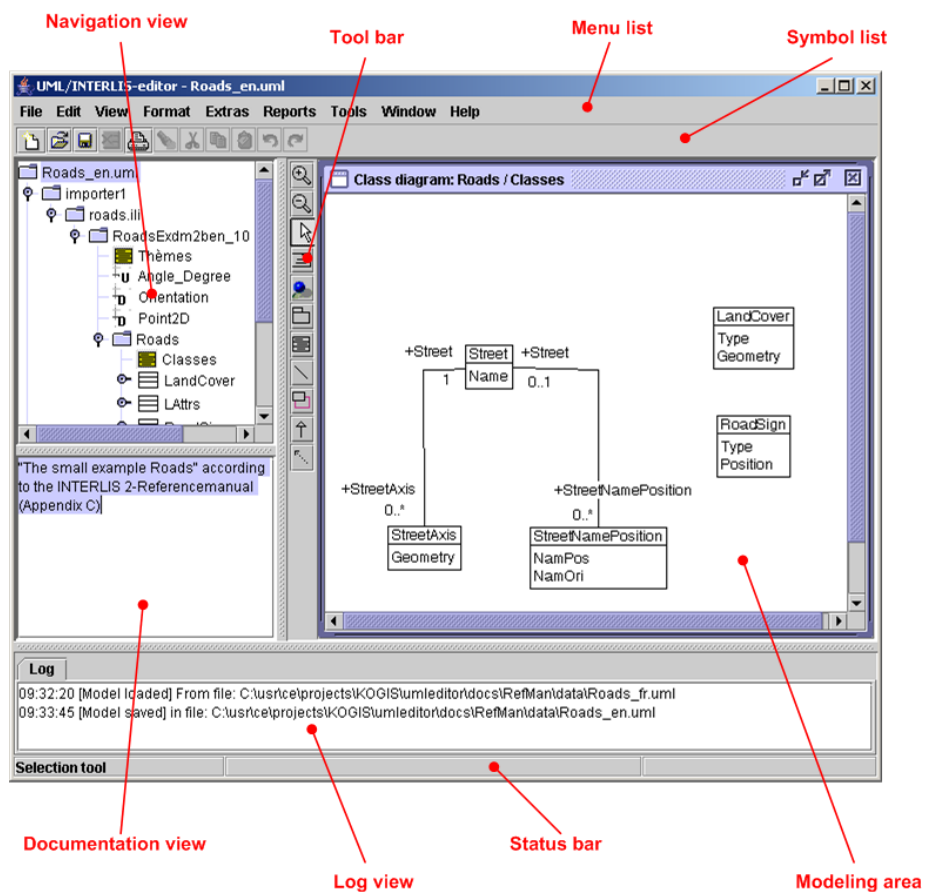 Navigation view
Tool bar
Menu list
Symbol list
UML/INTERLIS-editor - Roads_en.uml
File Edit View Format Extras Reports Tools Window Help
Roads_en.uml
importer1
roads.ili
RoadsExdm2ben_10
Thèmes
Angle_Degree
Orientation
Point2D
Roads
Classes
LandCover
LAttrs
"The small example Roads" according
to the INTERLIS 2-Referencemanual
(Appendix C)
Class diagram: Roads / Classes
LandCover
Type
Geometry
+Street
Street
+Street
1
Name
0..1
RoadSign
Type
Position
+StreetAxis
0..*
+StreetNamePosition
0..*
StreetAxis
Geometry
StreetNamePosition
NamPos
NamOri
Log
09:32:20 [Model loaded] From file: C:\usr\ce\projects\KOGIS\umleditor\docs\RefMan\data\Roads_fr.uml
09:33:45 [Model saved] in file: C:\usr\ce\projects\KOGIS\umleditor\docs\RefMan\data\Roads_en.uml
Selection tool
Documentation view
Status bar
Log view
Modeling area